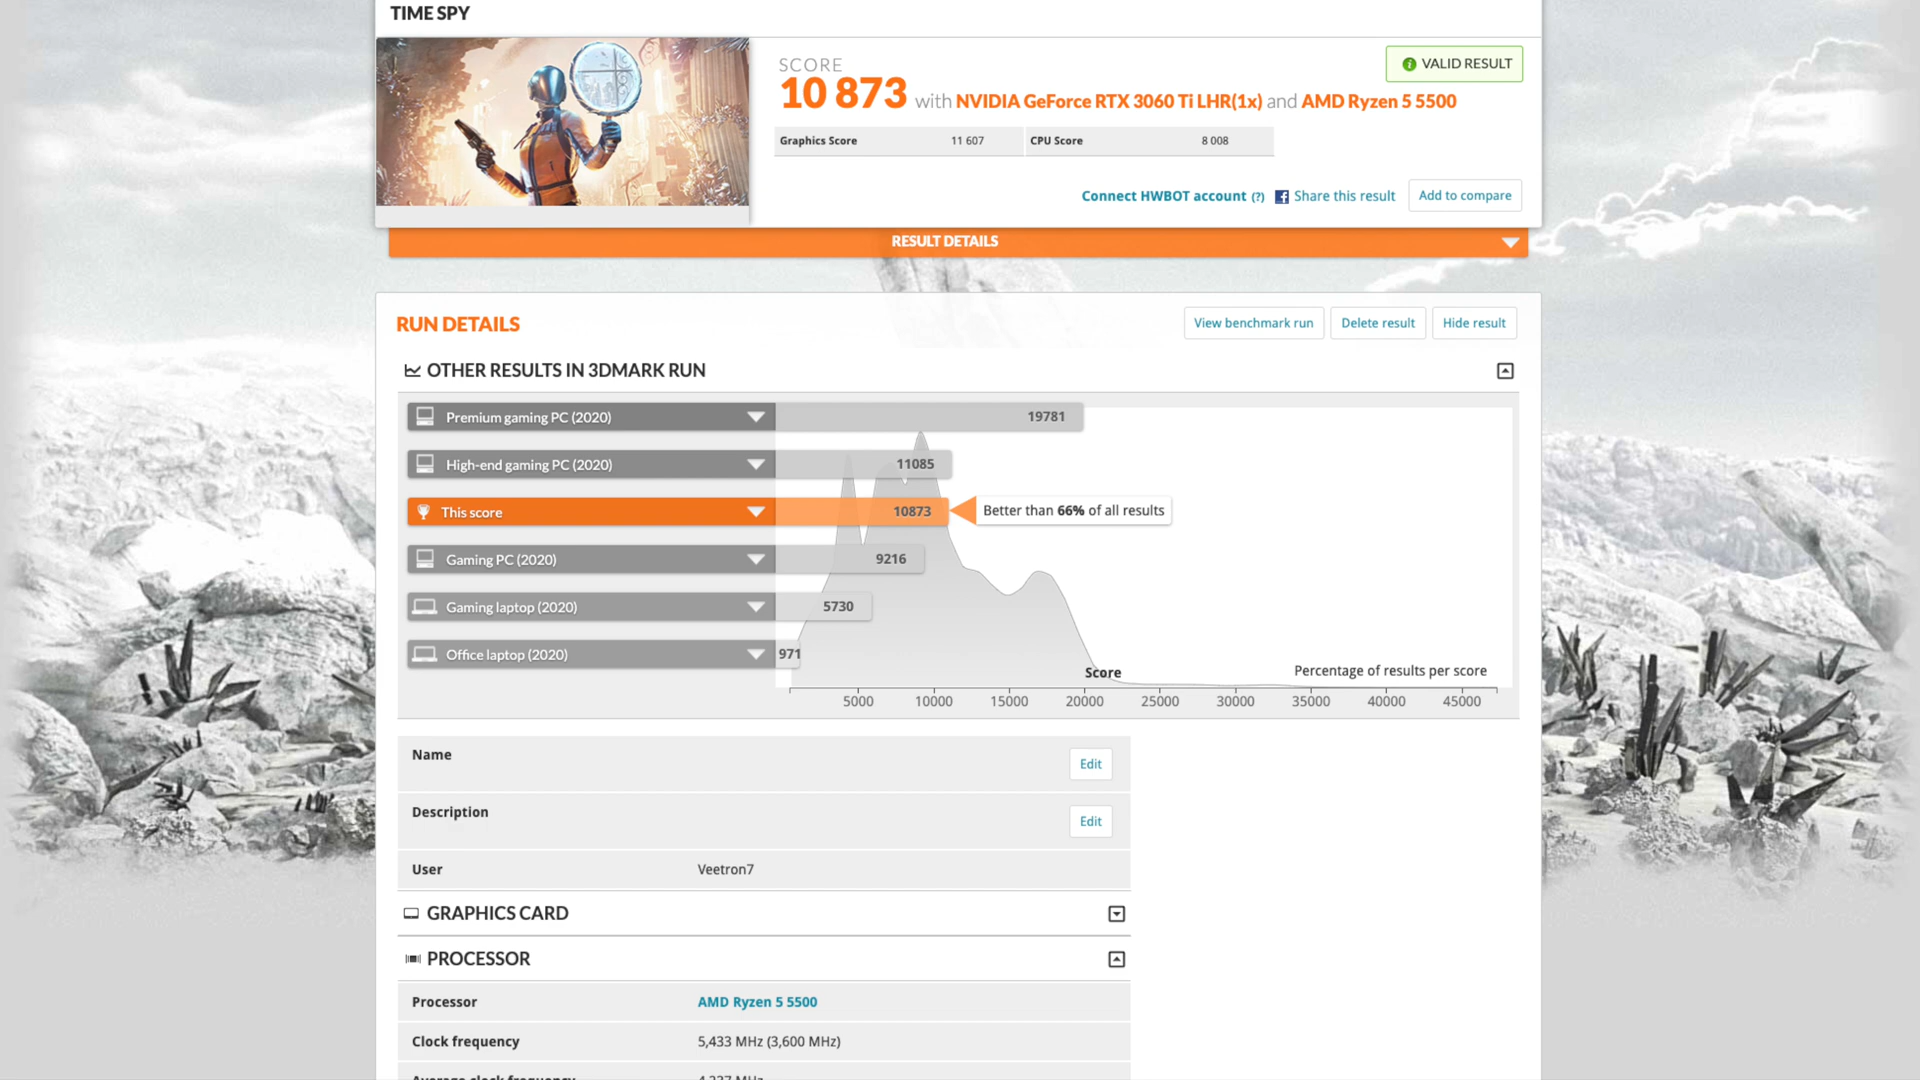 TIME SPY
SCORE
VALID RESULT
10 873 with NVIDIA GeForce RTX 3060 Ti LHR(1x) and AMD Ryzen 5 5500
Graphics Score 11 607 CPU Score 8 008
Connect HWBOT account (?) Share this result Add to compare
RESULT DETAILS
RUN DETAILS View benchmark run Delete result Hide result
OTHER RESULTS IN 3DMARK RUN
Premium gaming PC (2020) 19781
High-end gaming PC (2020) 11085
This score 10873 Better than 66% of all results
Gaming PC (2020) 9216
Gaming laptop (2020) 5730
Office laptop (2020) 971
Score Percentage of results per score
5000 10000 15000 20000 25000 30000 35000 40000 45000
Name Edit
Description Edit
User Veetron7
GRAPHICS CARD
PROCESSOR
Processor AMD Ryzen 5 5500
Clock frequency 5,433 MHz (3,600 MHz)
Average clock frequency